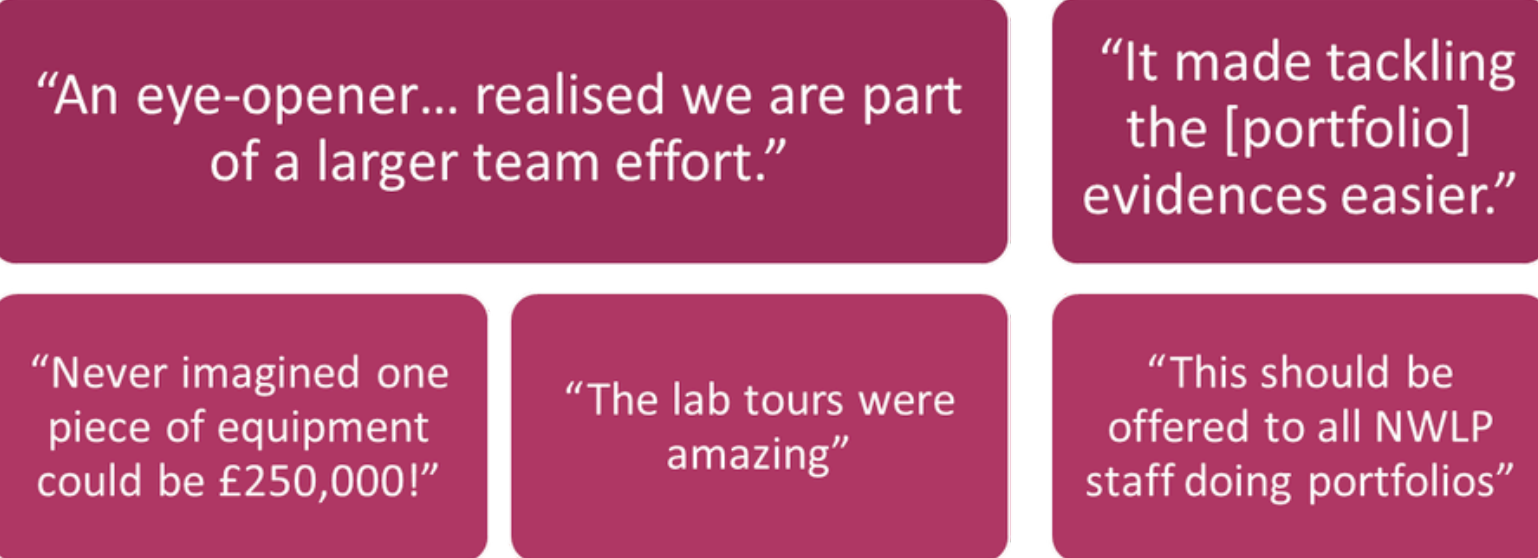 “An eye-opener... realised we are part
of a larger team effort.”
“It made tackling
the [portfolio]
evidences easier.”
“Never imagined one
piece of equipment
could be £250,000!”
“The lab tours were
amazing”
“This should be
offered to all NWLP
staff doing portfolios”